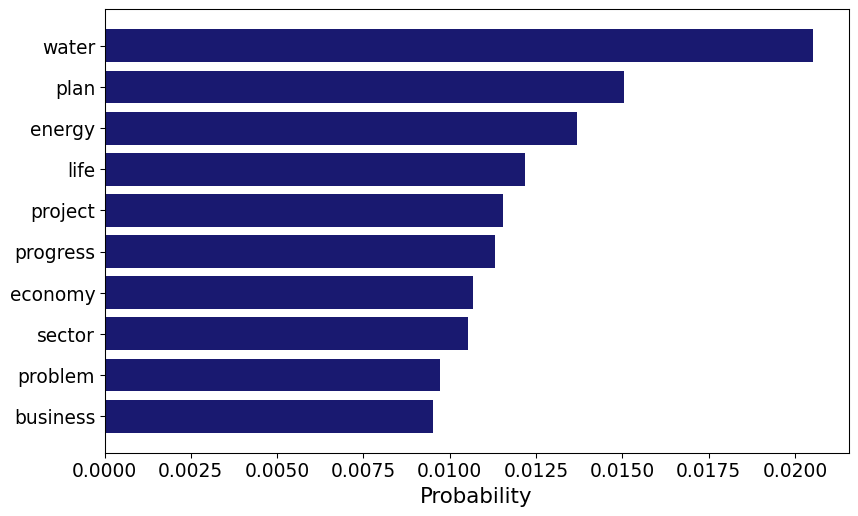 water
plan
energy
life
project
progress
economy
sector
problem
business
0.0000 0.0025 0.0050 0.0075 0.0100 0.0125 0.0150 0.0175 0.0200
Probability